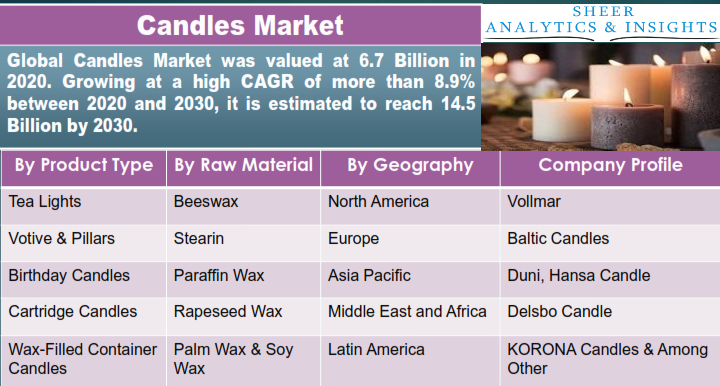 Candles Market
SHEER
ANALYTICS & INSIGHTS
Global Candles Market was valued at 6.7 Billion in
2020. Growing at a high CAGR of more than 8.9%
between 2020 and 2030, it is estimated to reach 14.5
Billion by 2030.
By Product Type By Raw Material By Geography Company Profile
Tea Lights Beeswax North America Vollmar
Votive & Pillars Stearin Europe Baltic Candles
Birthday Candles Paraffin Wax Asia Pacific Duni, Hansa Candle
Cartridge Candles Rapeseed Wax Middle East and Africa Delsbo Candle
Wax-Filled Container Palm Wax & Soy Latin America KORONA Candles & Among
Candles Wax Other